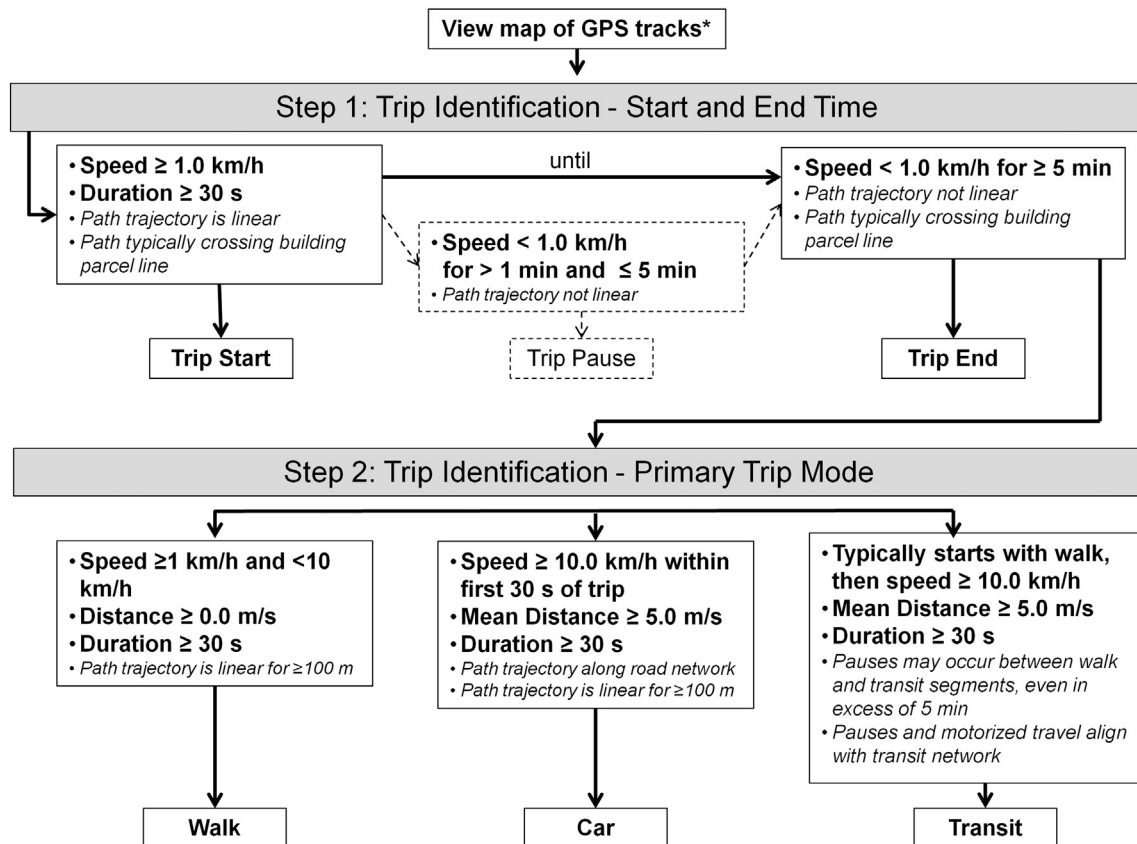 View map of GPS tracks*
Step 1: Trip Identification - Start and End Time
• Speed ≥ 1.0 km/h
• Duration ≥ 30 s
• Path trajectory is linear
• Path typically crossing building
parcel line
until
• Speed < 1.0 km/h
for > 1 min and ≤ 5 min
• Path trajectory not linear
• Speed < 1.0 km/h for ≥ 5 min
• Path trajectory not linear
• Path typically crossing building
parcel line
Trip Start
Trip Pause
Trip End
Step 2: Trip Identification - Primary Trip Mode
• Speed ≥1 km/h and <10
km/h
• Distance ≥ 0.0 m/s
• Duration ≥ 30 s
• Path trajectory is linear for ≥100 m
• Speed ≥ 10.0 km/h within
first 30 s of trip
• Mean Distance ≥ 5.0 m/s
• Duration ≥ 30 s
• Path trajectory along road network
• Path trajectory is linear for ≥100 m
• Typically starts with walk,
then speed ≥ 10.0 km/h
• Mean Distance ≥ 5.0 m/s
• Duration ≥ 30 s
• Pauses may occur between walk
and transit segments, even in
excess of 5 min
• Pauses and motorized travel align
with transit network
Walk
Car
Transit